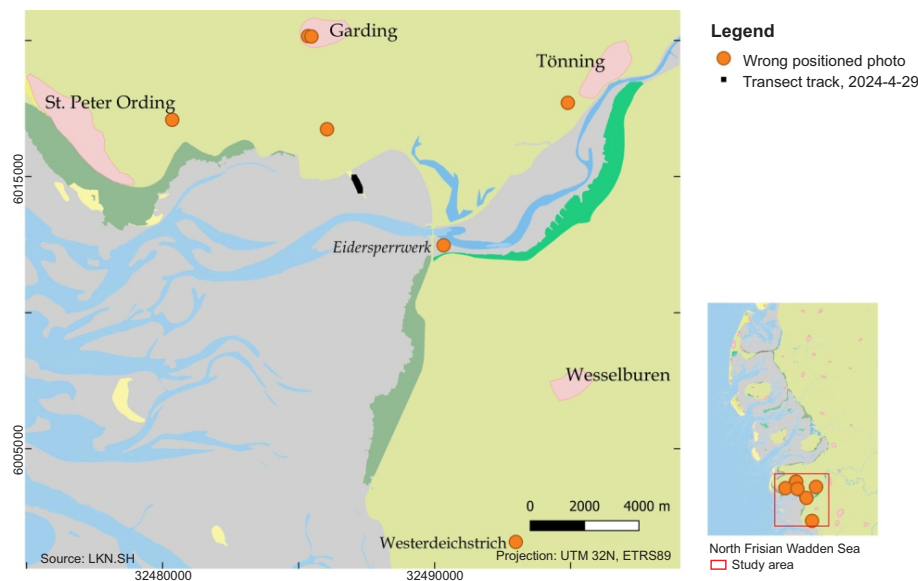 Garding
Tönning
St. Peter Ording
6015000
Eidersperrwerk
Wesselburen
6005000
0 2000 4000 m
Westerdeichstrich
Source: LKN.SH
Projection: UTM 32N, ETRS89
32480000
32490000
Legend
Wrong positioned photo
Transect track, 2024-4-29
North Frisian Wadden Sea
Study area